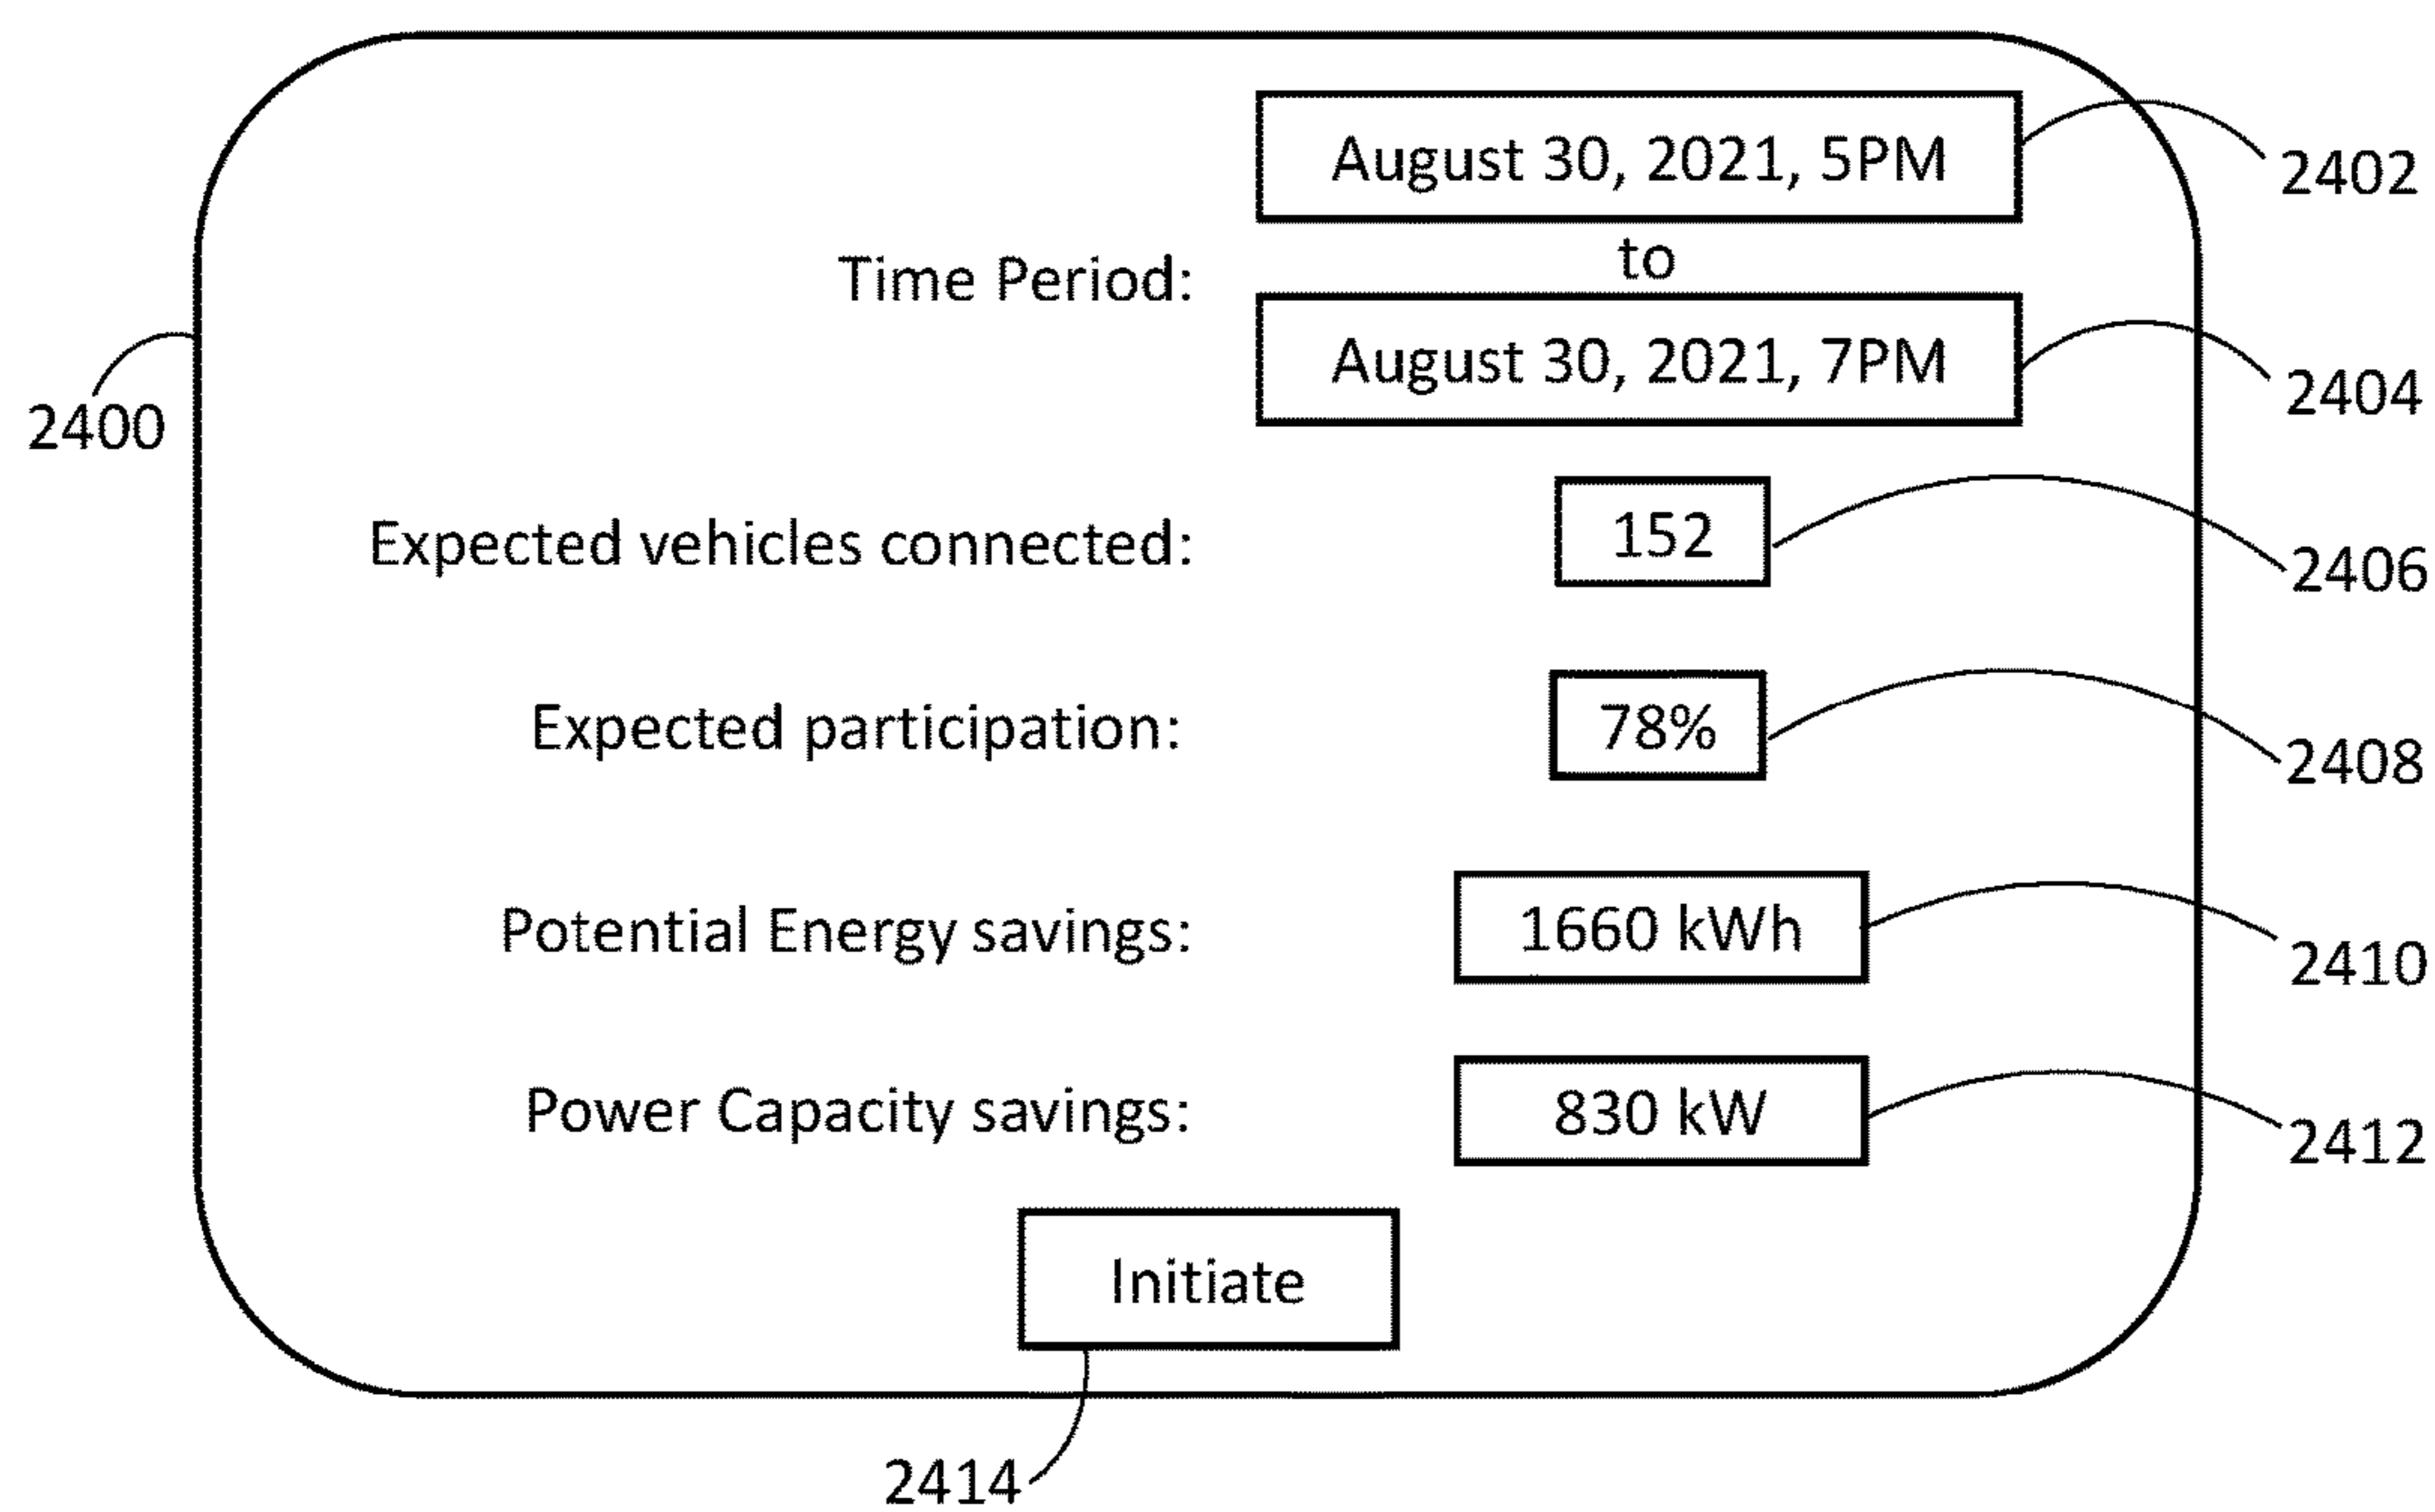 August 30, 2021, 5PM
2402
Time Period:
to
August 30, 2021, 7PM
2404
2400
Expected vehicles connected:
152
2406
Expected participation:
78%
2408
Potential Energy savings:
1660 kWh
2410
Power Capacity savings:
830 kW
2412
Initiate
2414